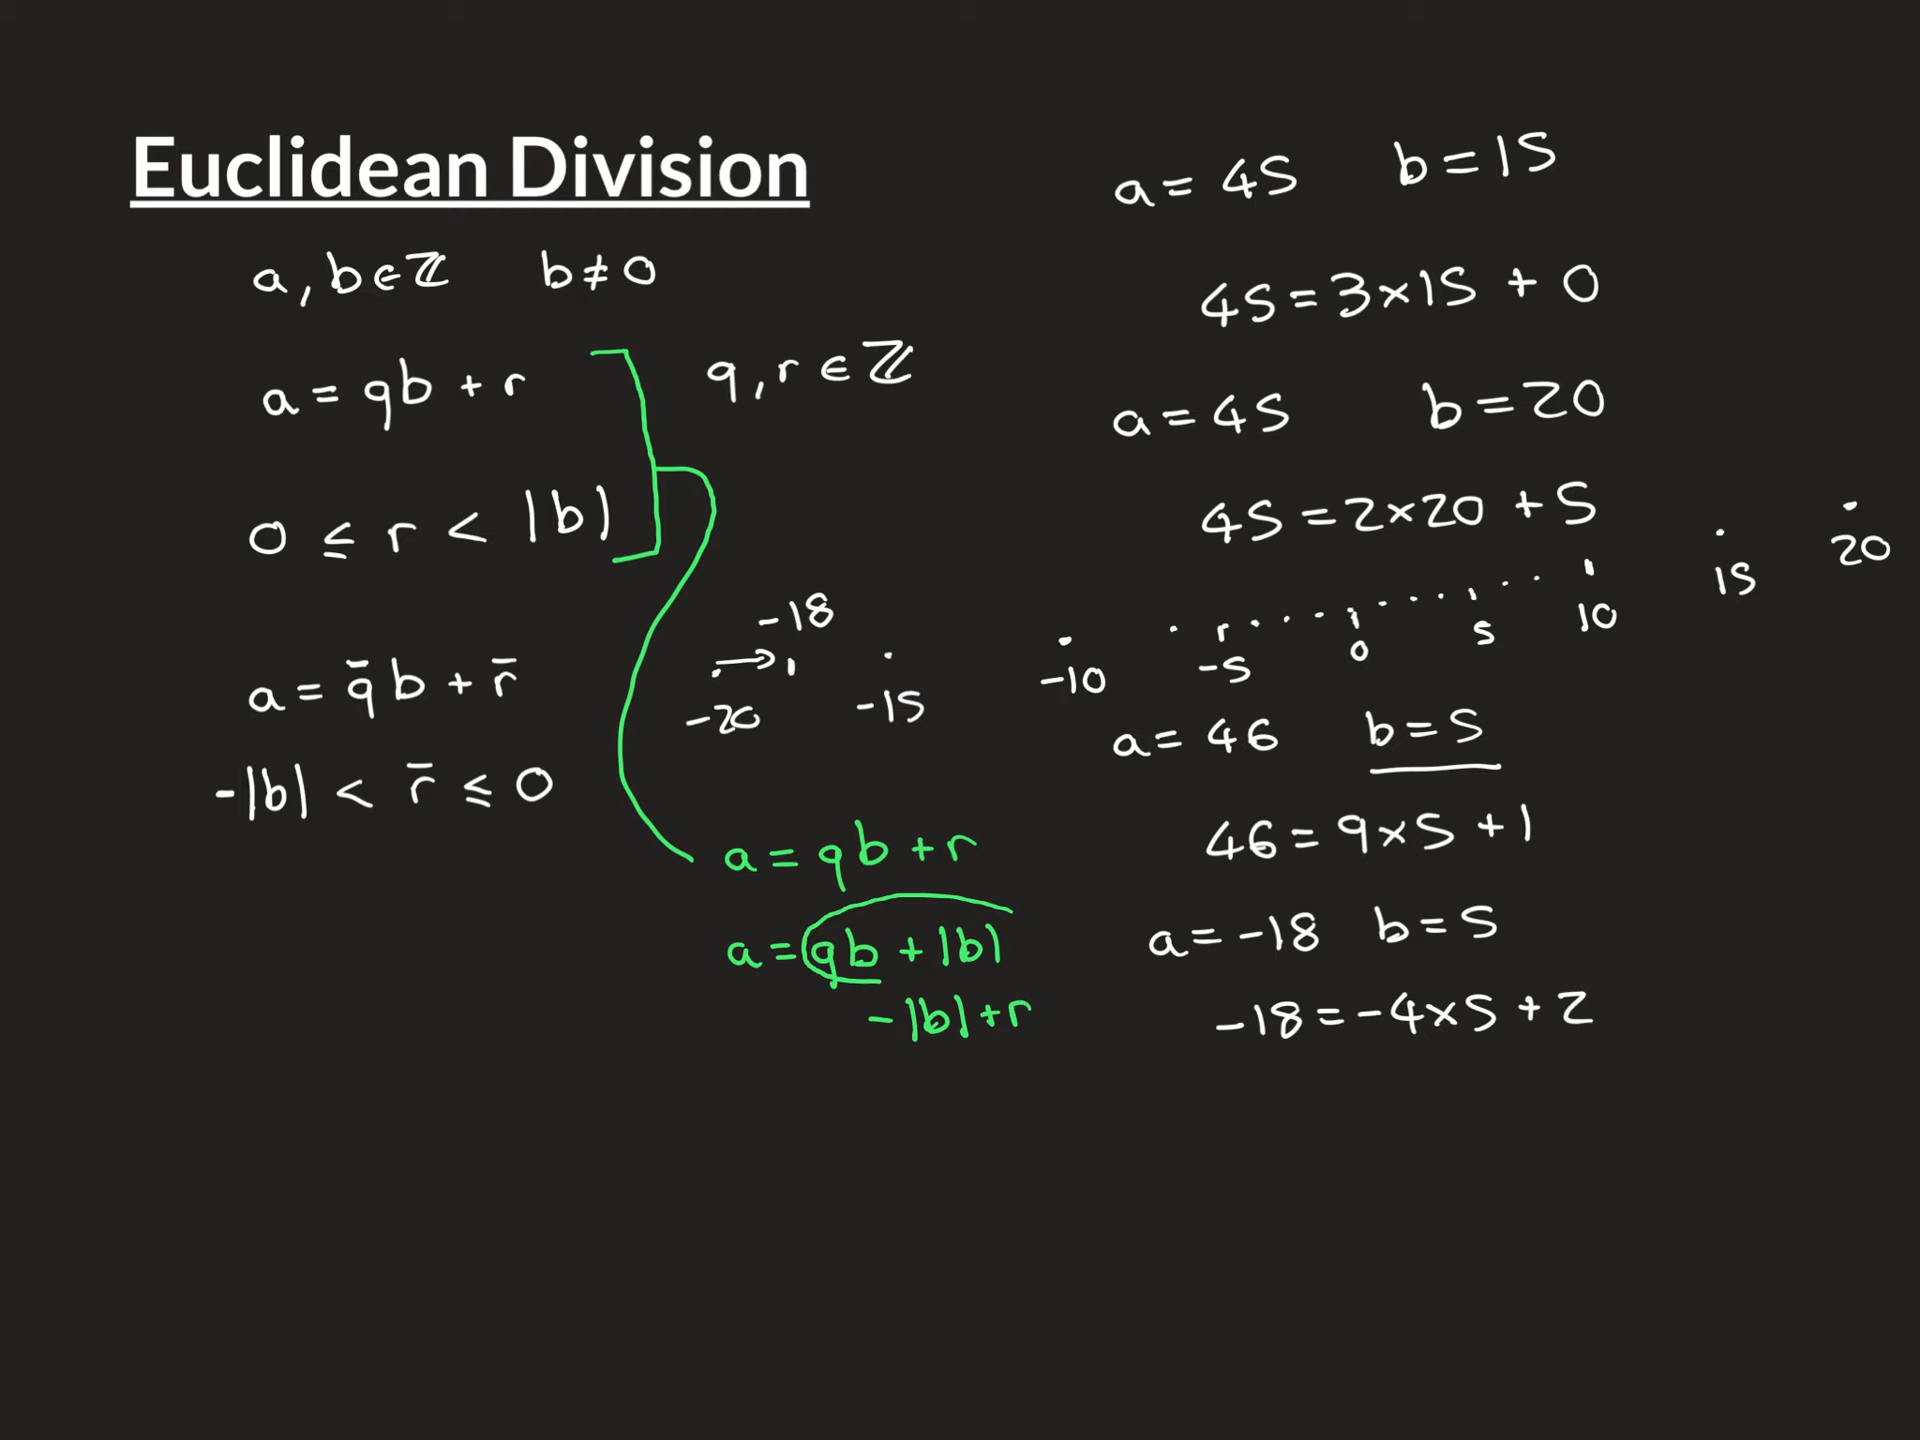 Euclidean Division
a, b ∈ ℤ b ≠ 0
a = qb + r q, r ∈ ℤ
0 ≤ r < |b|
a = q̄b + r̄
-|b| < r̄ ≤ 0
-18
-20 -15 -10 -5 0 5 10 15 20
a = qb + r
a = qb + |b|
-|b| + r
a = 45 b = 15
45 = 3 × 15 + 0
a = 45 b = 20
45 = 2 × 20 + 5
a = 46 b = 5
46 = 9 × 5 + 1
a = -18 b = 5
-18 = -4 × 5 + 2